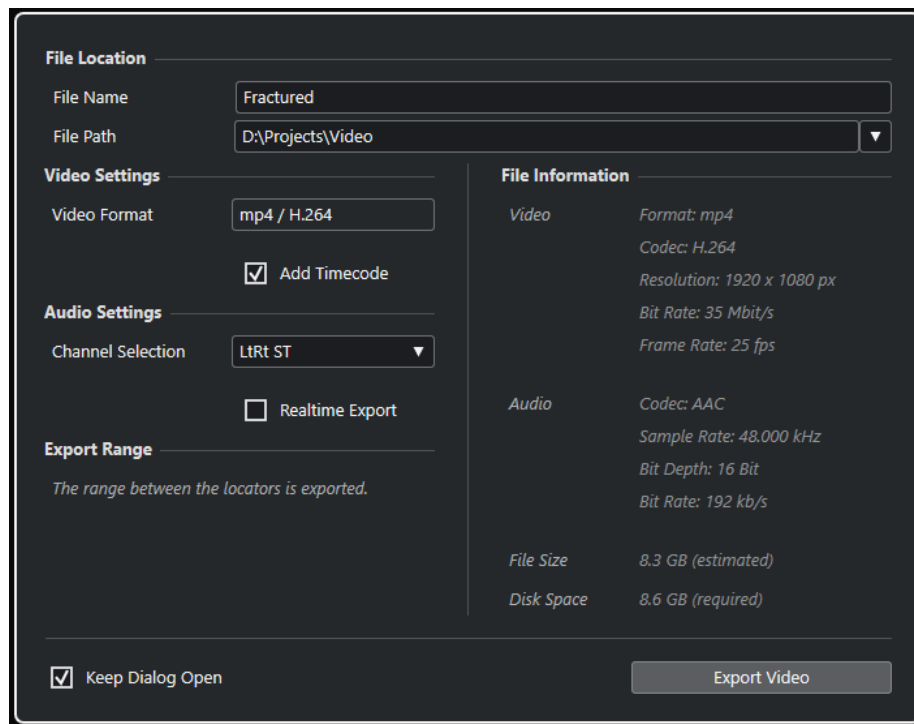 File Location
File Name Fractured
File Path D:\Projects\Video
Video Settings
Video Format mp4 / H.264
Add Timecode
Audio Settings
Channel Selection LtRt ST
Realtime Export
Export Range
The range between the locators is exported.
File Information
Video Format: mp4
Codec: H.264
Resolution: 1920 x 1080 px
Bit Rate: 35 Mbit/s
Frame Rate: 25 fps
Audio Codec: AAC
Sample Rate: 48.000 kHz
Bit Depth: 16 Bit
Bit Rate: 192 kb/s
File Size 8.3 GB (estimated)
Disk Space 8.6 GB (required)
Keep Dialog Open
Export Video